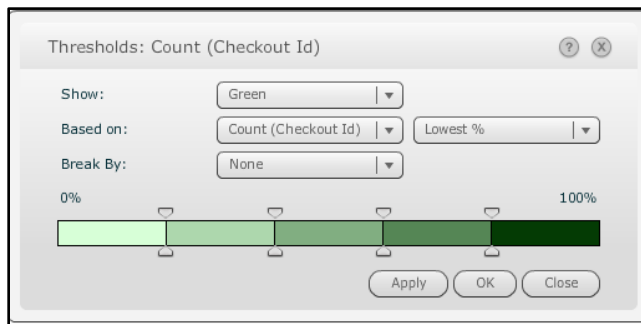 Thresholds: Count (Checkout Id) ? X
Show: Green
Based on: Count (Checkout Id) Lowest %
Break By: None
0% 100%
Apply OK Close